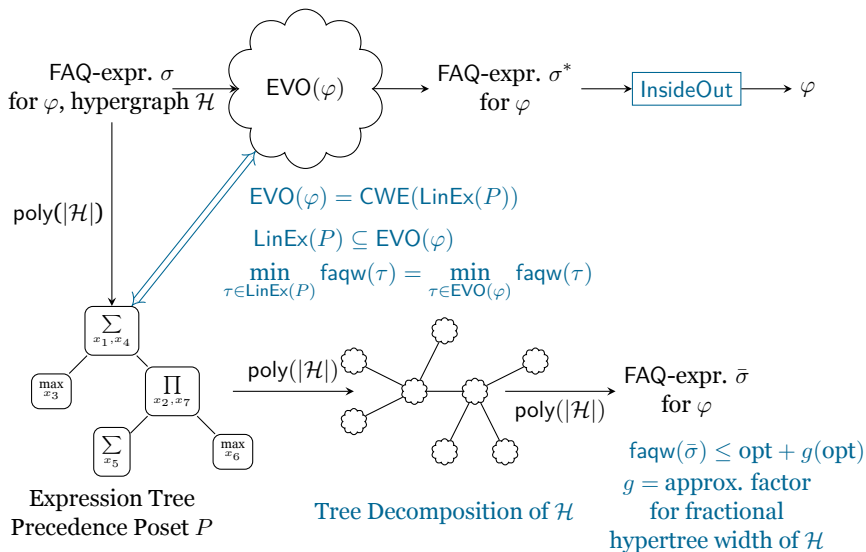 FAQ-expr. σ
for φ, hypergraph ℋ
EVO(φ)
FAQ-expr. σ*
for φ
InsideOut
φ
poly(|ℋ|)
EVO(φ) = CWE(LinEx(P))
LinEx(P) ⊆ EVO(φ)
min faqw(τ) = min faqw(τ)
τ∈LinEx(P) τ∈EVO(φ)
∑
x₁,x₄
max
x₃
∏
x₂,x₇
∑
x₅
max
x₆
Expression Tree
Precedence Poset P
poly(|ℋ|)
Tree Decomposition of ℋ
poly(|ℋ|)
FAQ-expr. σ̄
for φ
faqw(σ̄) ≤ opt + g(opt)
g = approx. factor
for fractional
hypertree width of ℋ